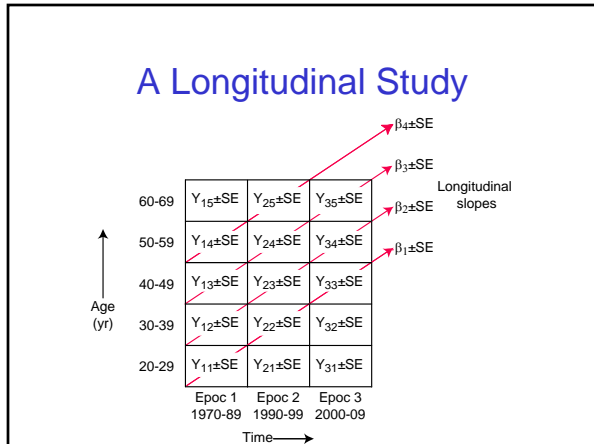 A Longitudinal Study
β4±SE
β3±SE
60-69 Y15±SE Y25±SE Y35±SE Longitudinal
slopes
β2±SE
50-59 Y14±SE Y24±SE Y34±SE
β1±SE
40-49 Y13±SE Y23±SE Y33±SE
Age
(yr)
30-39 Y12±SE Y22±SE Y32±SE
20-29 Y11±SE Y21±SE Y31±SE
Epoc 1 Epoc 2 Epoc 3
1970-89 1990-99 2000-09
Time